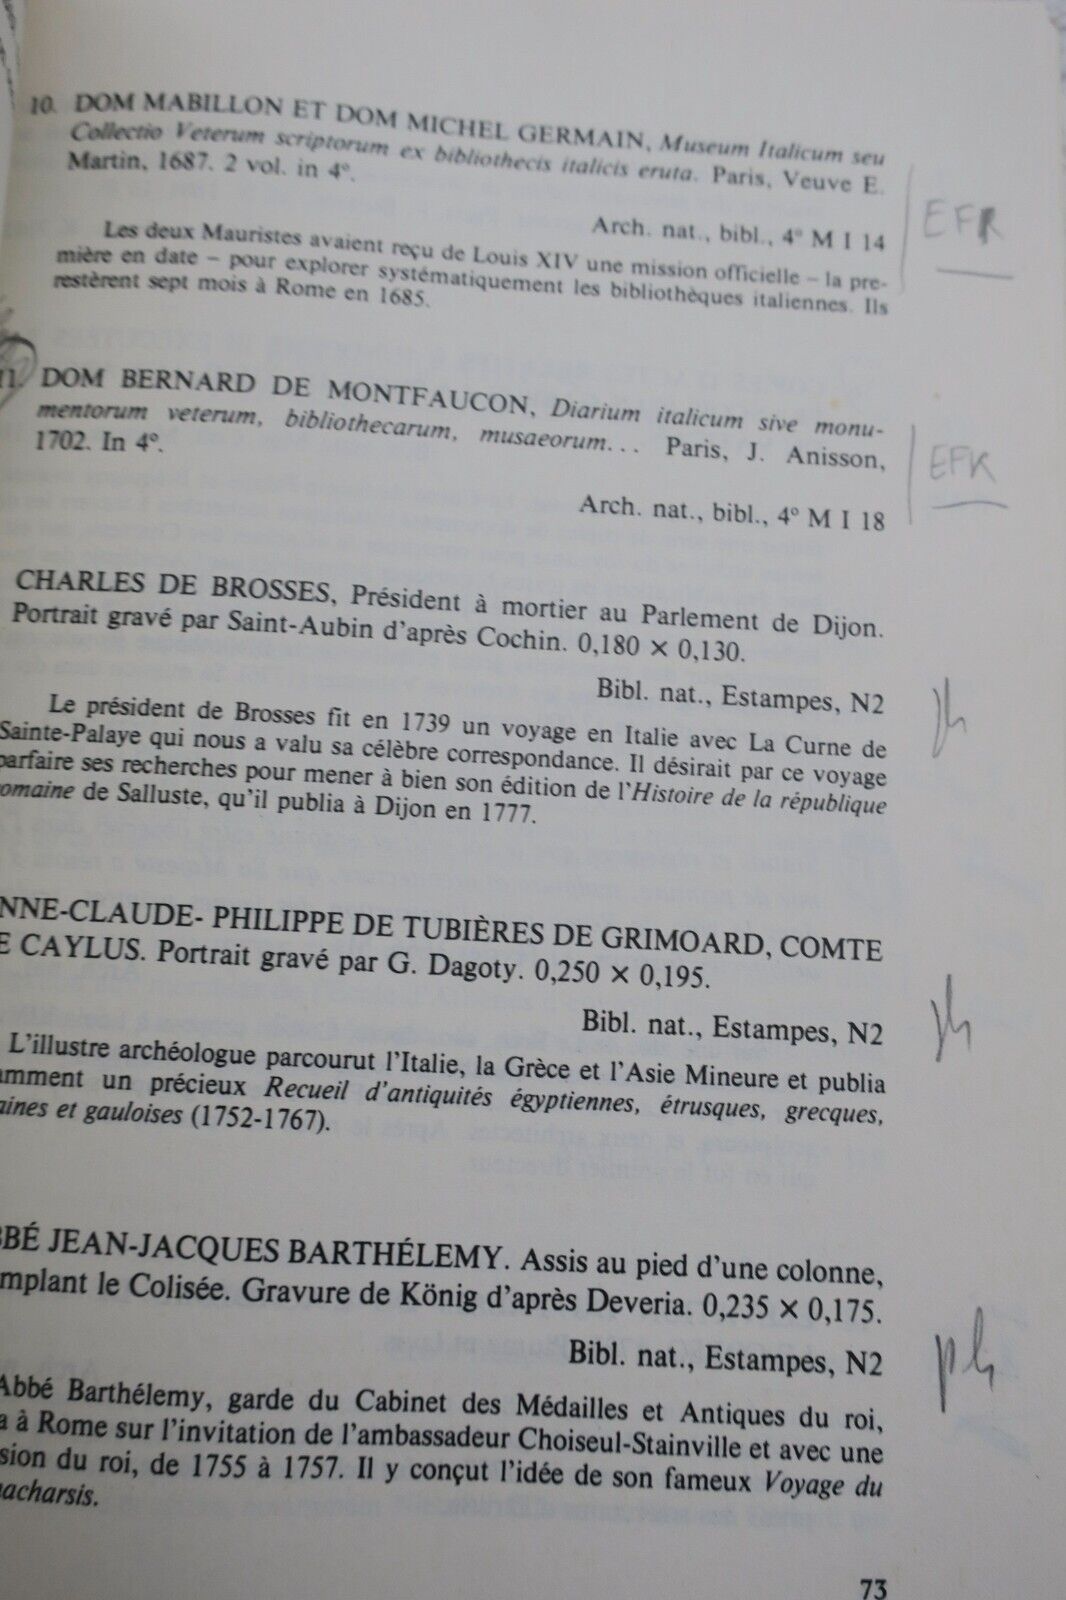 10. DOM MABILLON ET DOM MICHEL GERMAIN, Museum Italicum seu
Collectio Veterum scriptorum ex bibliothecis italicis eruta. Paris, Veuve E.
Martin, 1687. 2 vol. in 4º.
Arch. nat., bibl., 4º M I 14
EFR
Les deux Mauristes avaient reçu de Louis XIV une mission officielle – la pre-
mière en date – pour explorer systématiquement les bibliothèques italiennes. Ils
restèrent sept mois à Rome en 1685.
11. DOM BERNARD DE MONTFAUCON, Diarium italicum sive monu-
mentorum veterum, bibliothecarum, musaeorum... Paris, J. Anisson,
1702. In 4º.
EFR
Arch. nat., bibl., 4º M I 18
CHARLES DE BROSSES, Président à mortier au Parlement de Dijon.
Portrait gravé par Saint-Aubin d'après Cochin. 0,180 × 0,130.
Bibl. nat., Estampes, N2
ph
Le président de Brosses fit en 1739 un voyage en Italie avec La Curne de
Sainte-Palaye qui nous a valu sa célèbre correspondance. Il désirait par ce voyage
parfaire ses recherches pour mener à bien son édition de l'Histoire de la république
omaine de Salluste, qu'il publia à Dijon en 1777.
NNE-CLAUDE- PHILIPPE DE TUBIÈRES DE GRIMOARD, COMTE
E CAYLUS. Portrait gravé par G. Dagoty. 0,250 × 0,195.
Bibl. nat., Estampes, N2
ph
L'illustre archéologue parcourut l'Italie, la Grèce et l'Asie Mineure et publia
amment un précieux Recueil d'antiquités égyptiennes, étrusques, grecques,
aines et gauloises (1752-1767).
BBÉ JEAN-JACQUES BARTHÉLEMY. Assis au pied d'une colonne,
mplant le Colisée. Gravure de König d'après Deveria. 0,235 × 0,175.
Bibl. nat., Estampes, N2
ph
Abbé Barthélemy, garde du Cabinet des Médailles et Antiques du roi,
a à Rome sur l'invitation de l'ambassadeur Choiseul-Stainville et avec une
sion du roi, de 1755 à 1757. Il y conçut l'idée de son fameux Voyage du
nacharsis.
73